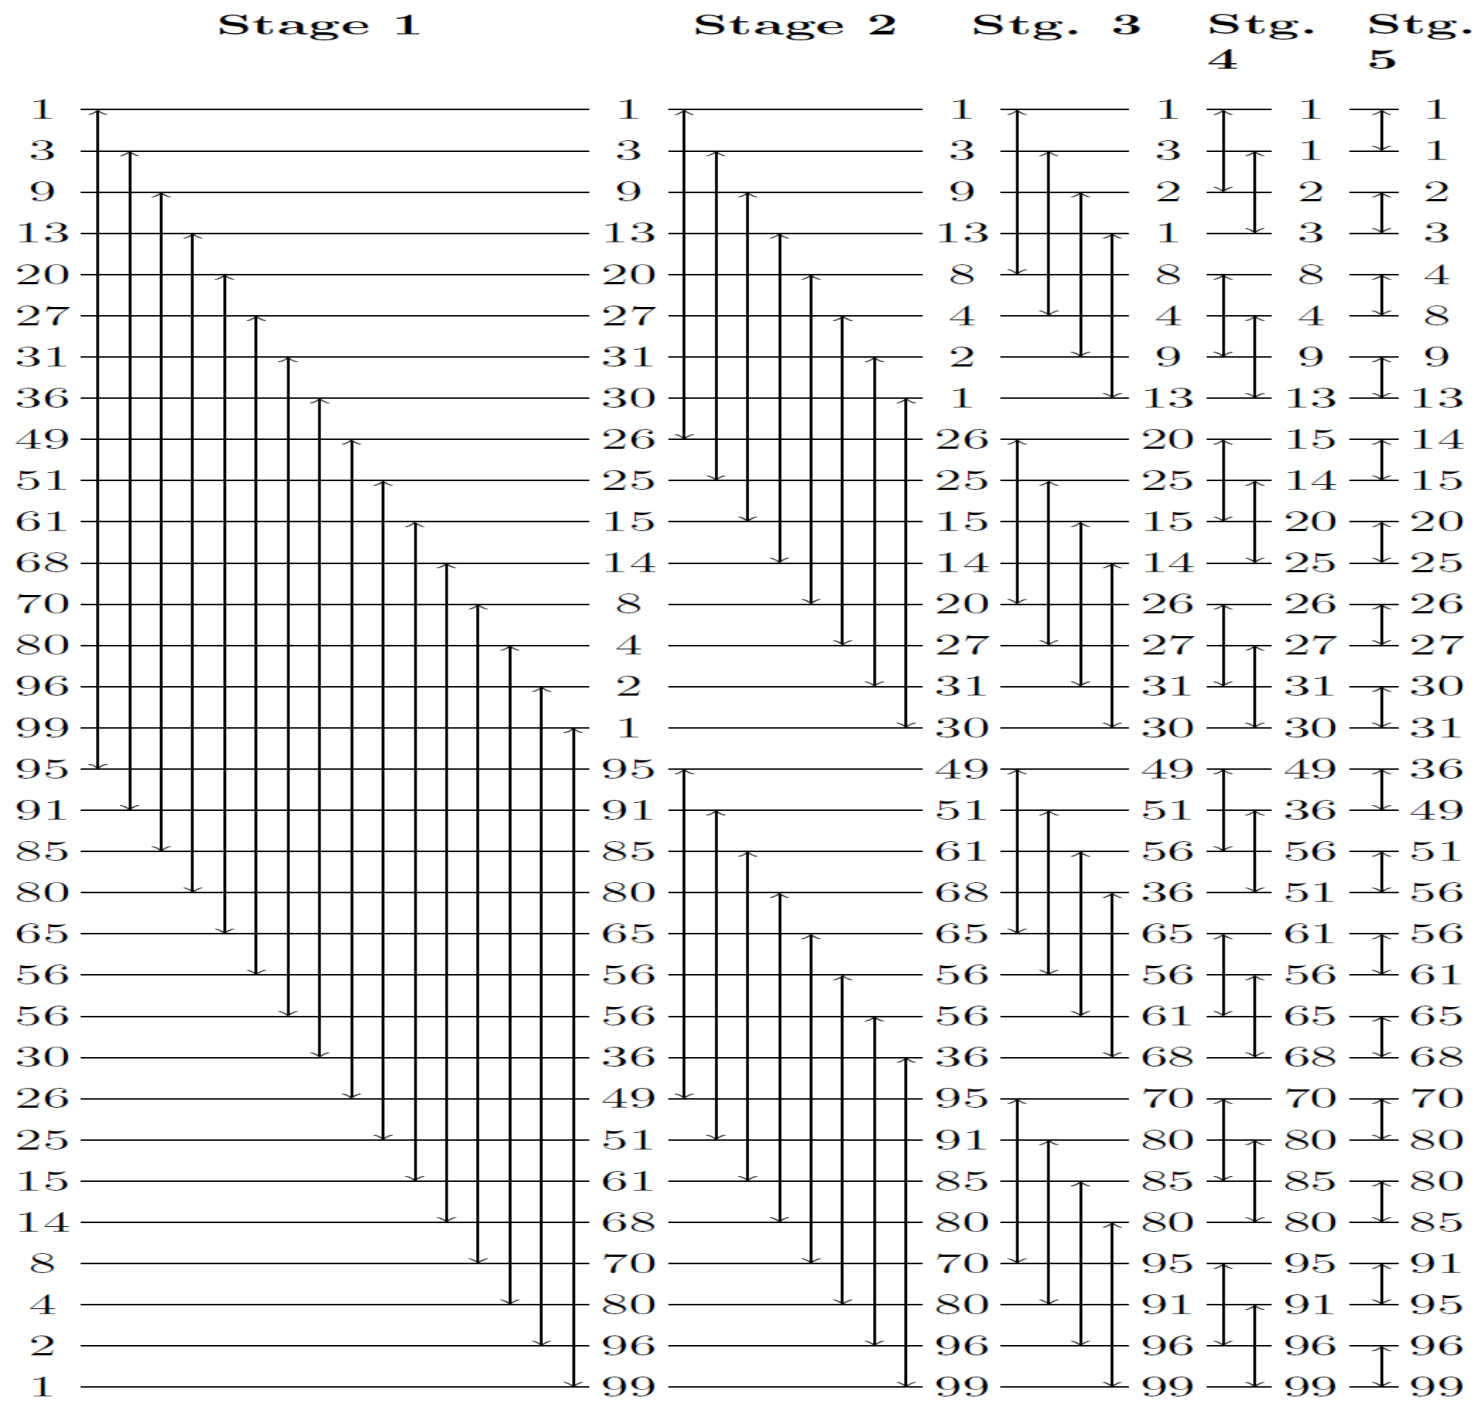 Stage 1 Stage 2 Stg. 3 Stg. 4 Stg. 5
1 1 1 1 1 1
3 3 3 3 1 1
9 9 9 2 2 2
13 13 13 1 3 3
20 20 8 8 8 4
27 27 4 4 4 8
31 31 2 9 9 9
36 30 1 13 13 13
49 26 26 20 15 14
51 25 25 25 14 15
61 15 15 15 20 20
68 14 14 14 25 25
70 8 20 26 26 26
80 4 27 27 27 27
96 2 31 31 31 30
99 1 30 30 30 31
95 95 49 49 49 36
91 91 51 51 36 49
85 85 61 56 56 51
80 80 68 36 51 56
65 65 65 65 61 56
56 56 56 56 56 61
56 56 56 61 65 65
30 36 36 68 68 68
26 49 95 70 70 70
25 51 91 80 80 80
15 61 85 85 85 80
14 68 80 80 80 85
8 70 70 95 95 91
4 80 80 91 91 95
2 96 96 96 96 96
1 99 99 99 99 99